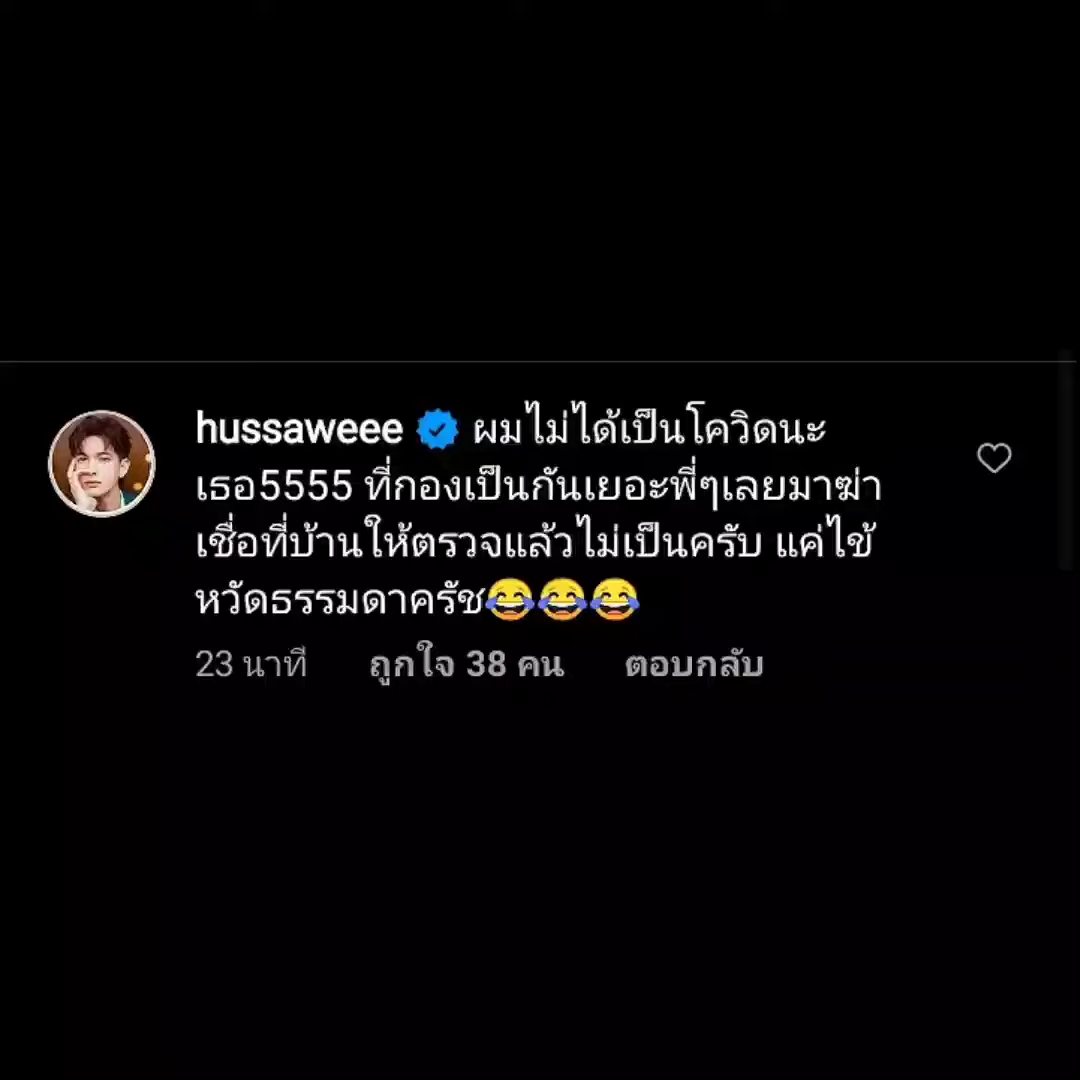 hussaweee ผมไม่ได้เป็นโควิดนะ
เธอ5555 ที่กองเป็นกันเยอะพี่ๆเลยมาฆ่า
เชื่อที่บ้านให้ตรวจแล้วไม่เป็นครับ แค่ไข้
หวัดธรรมดาครัช😂😂😂
23 นาที ถูกใจ 38 คน ตอบกลับ